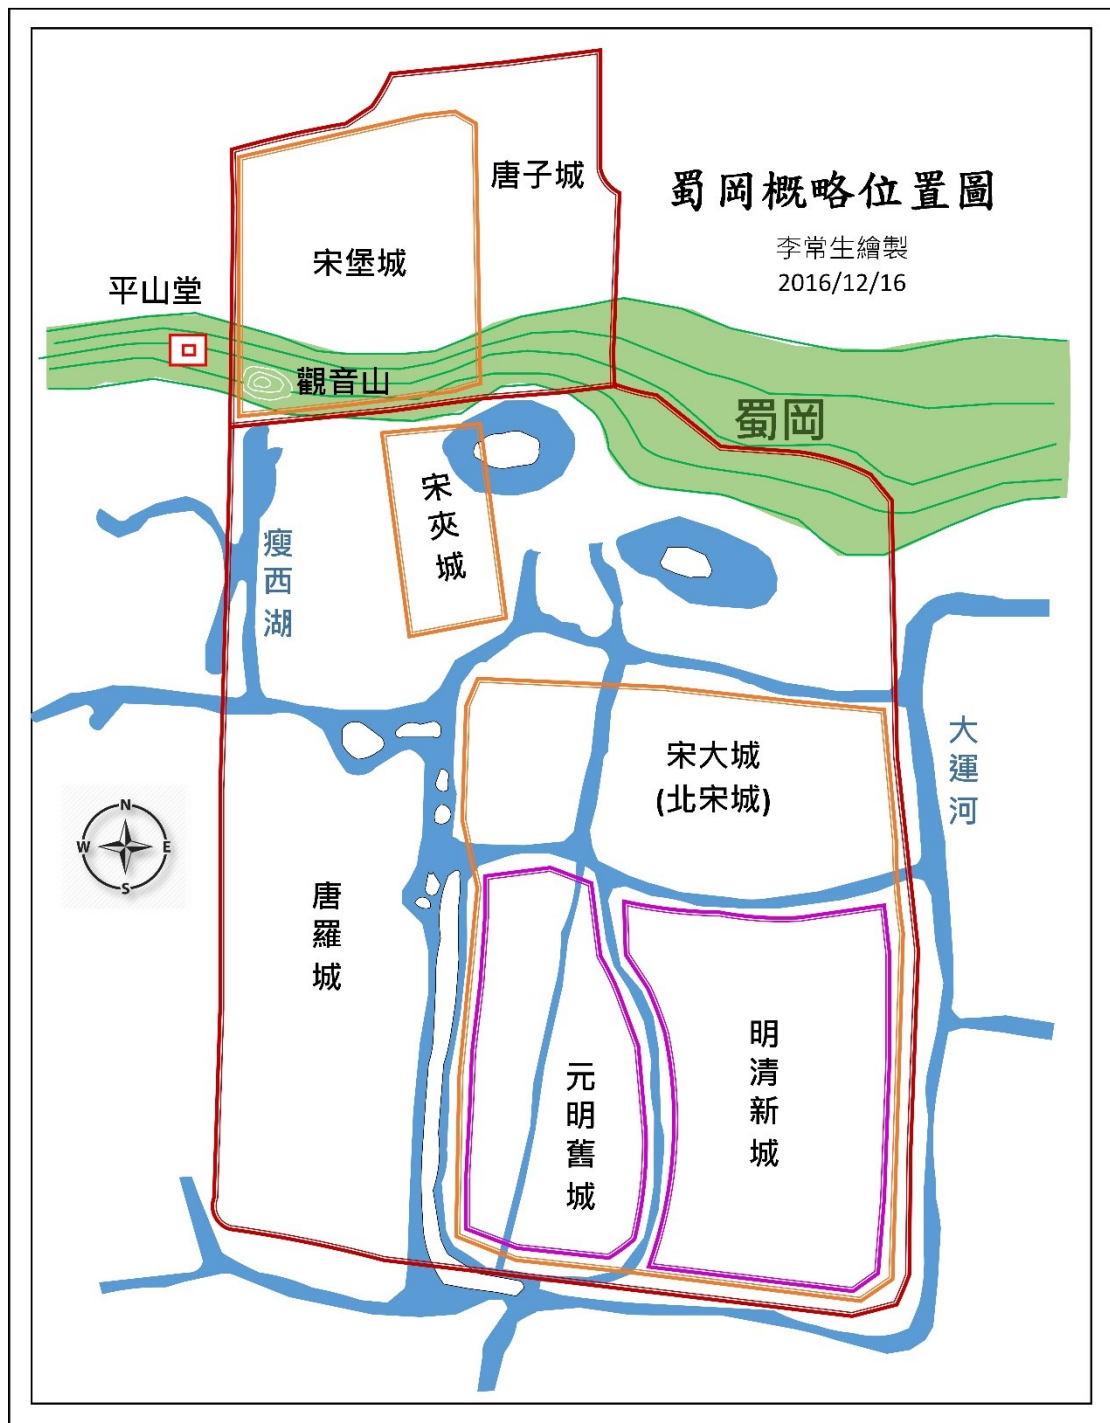 蜀岡概略位置圖
李常生繪製
2016/12/16
唐子城
宋堡城
平山堂
觀音山
蜀岡
宋夾城
瘦西湖
大運河
宋大城
(北宋城)
N
W
E
S
唐羅城
明清新城
元明舊城